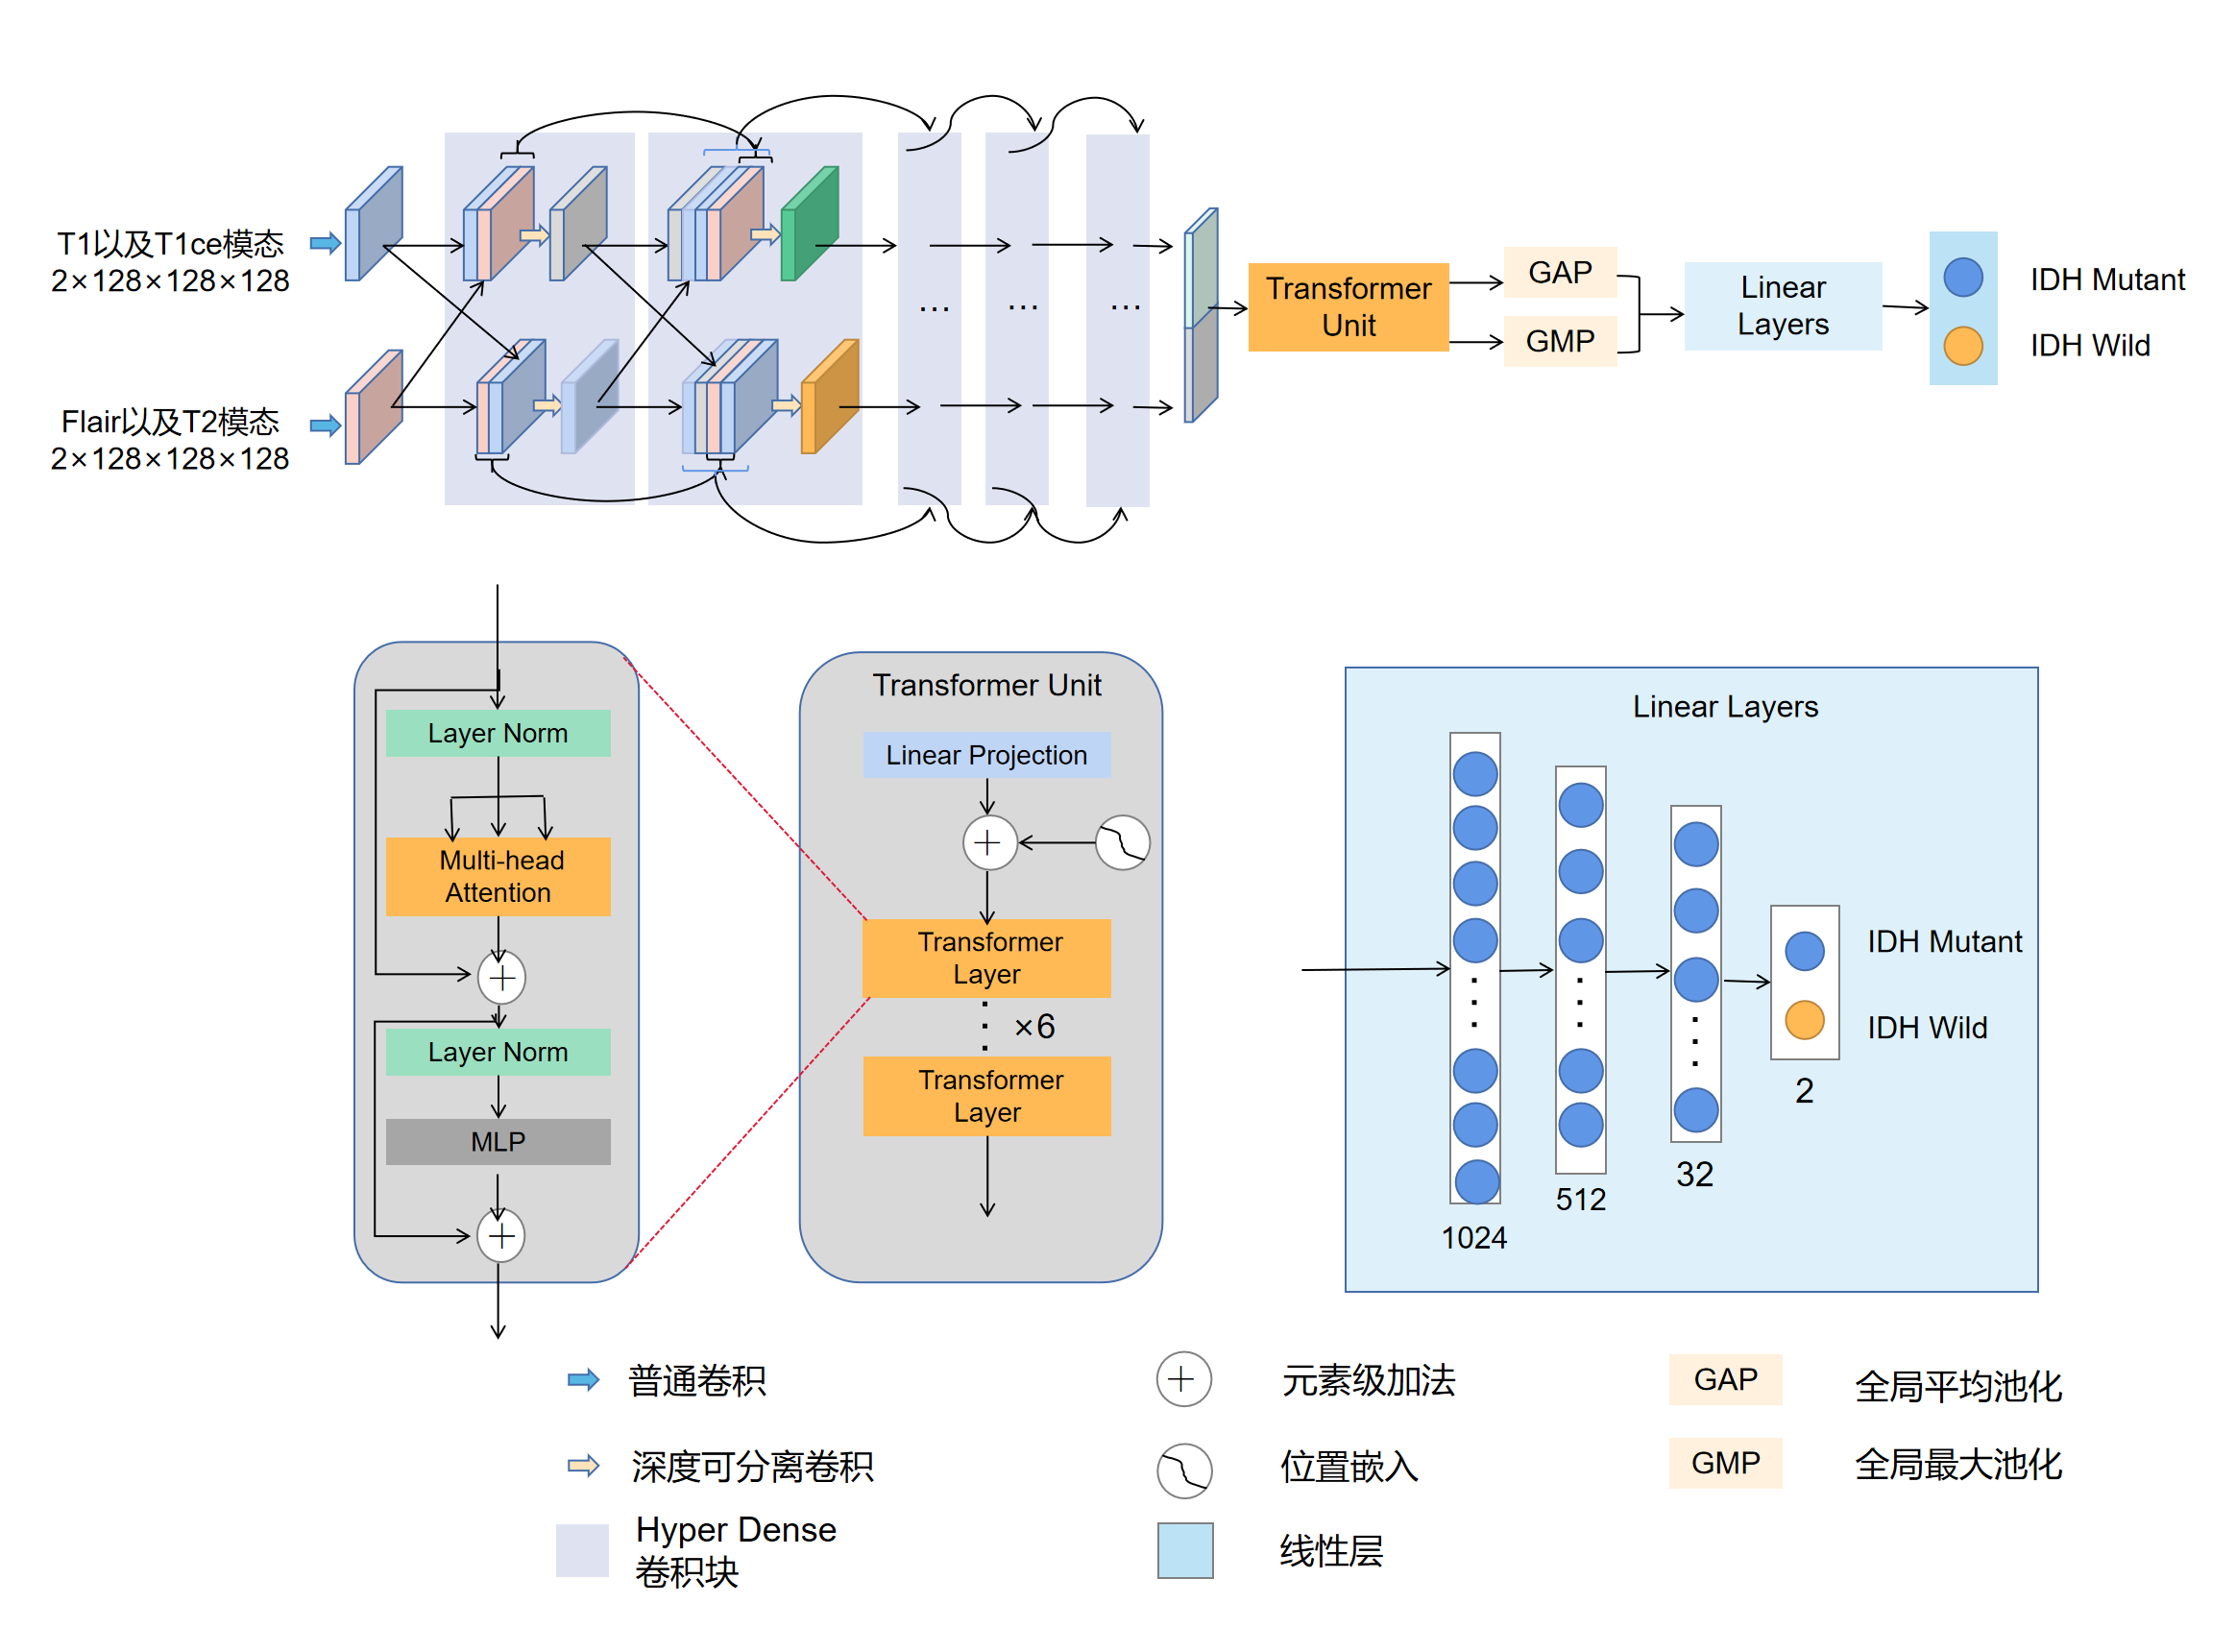 T1以及T1ce模态
2×128×128×128
Flair以及T2模态
2×128×128×128
...
...
...
Transformer
Unit
GAP
GMP
Linear
Layers
IDH Mutant
IDH Wild
Layer Norm
Multi-head
Attention
Layer Norm
MLP
Transformer Unit
Linear Projection
Transformer
Layer
×6
Transformer
Layer
Linear Layers
1024
512
32
2
IDH Mutant
IDH Wild
普通卷积
深度可分离卷积
Hyper Dense
卷积块
元素级加法
位置嵌入
线性层
GAP
全局平均池化
GMP
全局最大池化